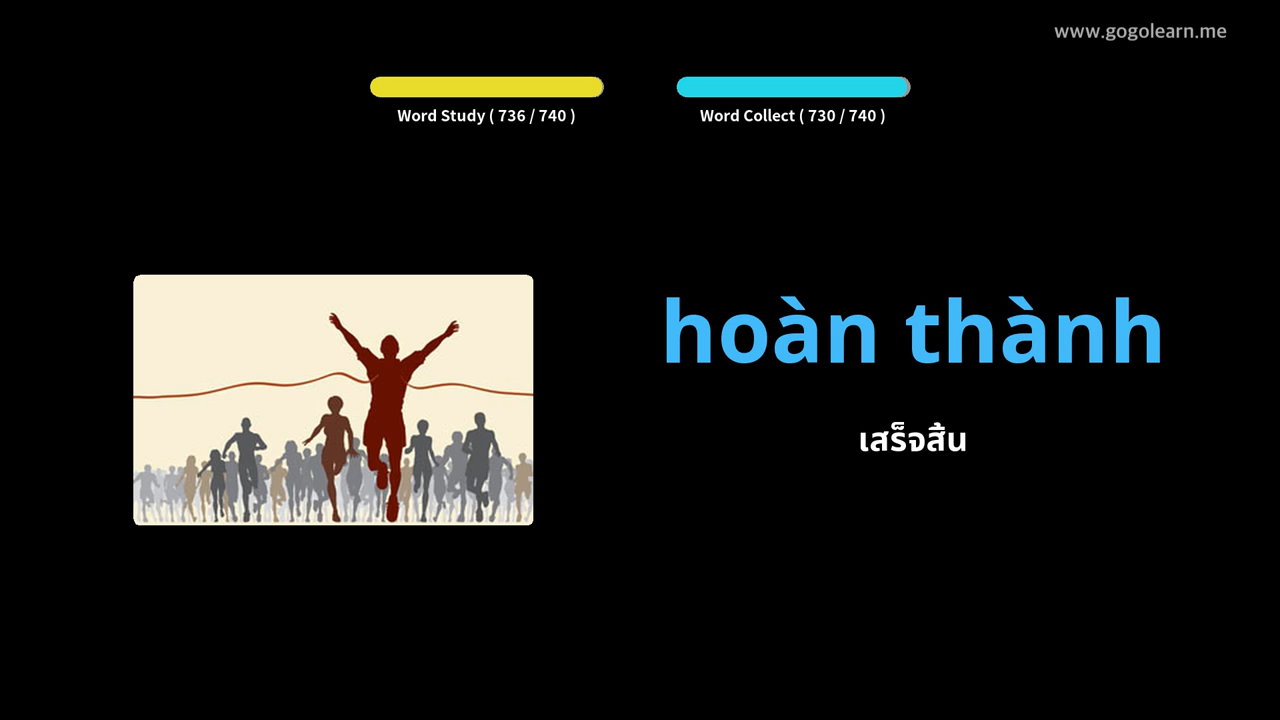 www.gogolearn.me
Word Study ( 736 / 740 )
Word Collect ( 730 / 740 )
hoàn thành
เสร็จสิ้น